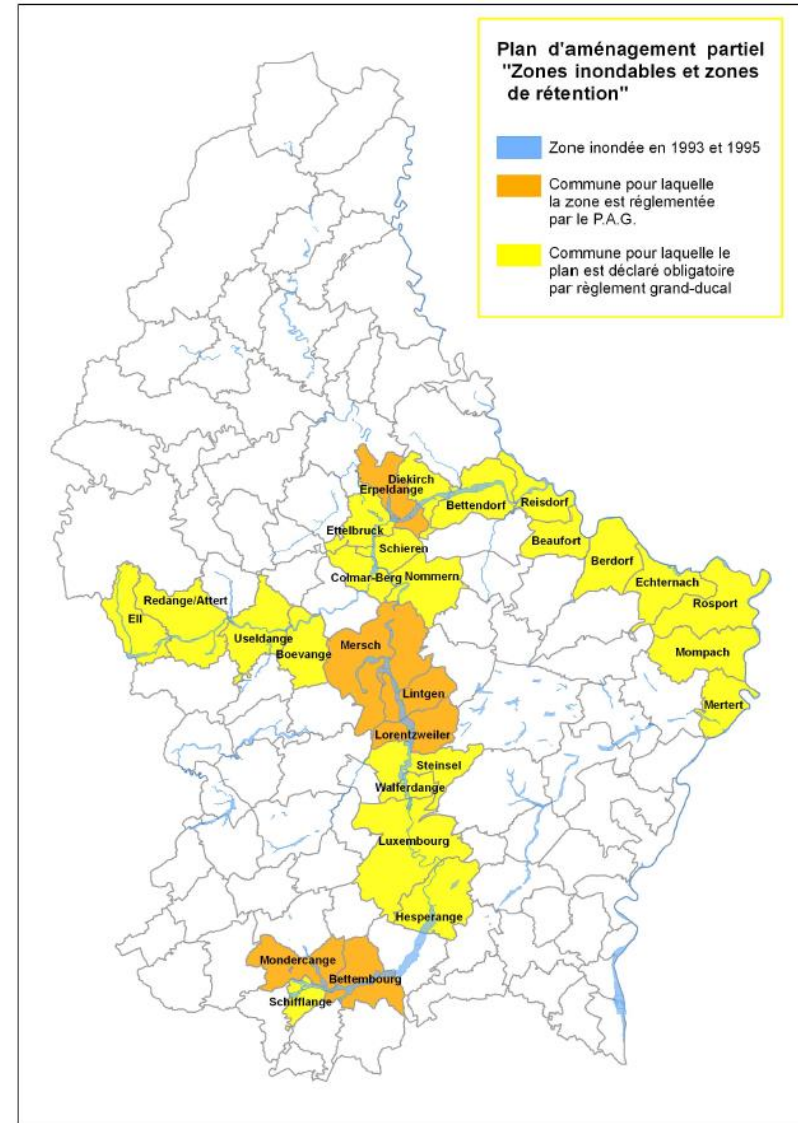 Plan d'aménagement partiel
"Zones inondables et zones
de rétention"
Zone inondée en 1993 et 1995
Commune pour laquelle
la zone est réglementée
par le P.A.G.
Commune pour laquelle le
plan est déclaré obligatoire
par règlement grand-ducal
Diekirch
Erpeldange
Bettendorf
Reisdorf
Ettelbruck
Beaufort
Schieren
Berdorf
Colmar-Berg
Nommern
Echternach
Redange/Attert
Rosport
Ell
Useldange
Mersch
Boevange
Mompach
Lintgen
Mertert
Lorentzweiler
Steinsel
Walferdange
Luxembourg
Hesperange
Mondercange
Bettembourg
Schifflange